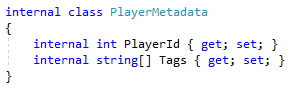 internal class PlayerMetadata
{
    internal int PlayerId { get; set; }
    internal string[] Tags { get; set; }
}